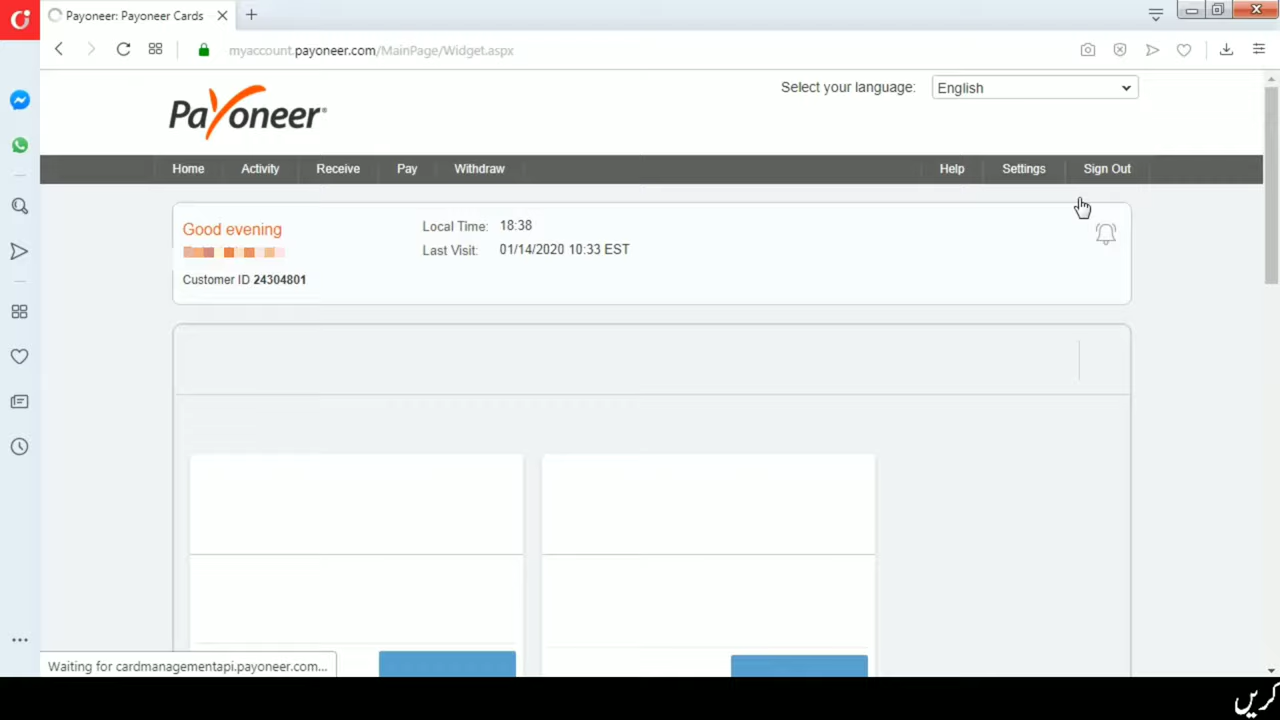 Payoneer: Payoneer Cards
myaccount.payoneer.com/MainPage/Widget.aspx
Select your language: English
Payoneer®
Home Activity Receive Pay Withdraw Help Settings Sign Out
Good evening
Local Time: 18:38
Last Visit: 01/14/2020 10:33 EST
Customer ID 24304801
Waiting for cardmanagementapi.payoneer.com...
کریں